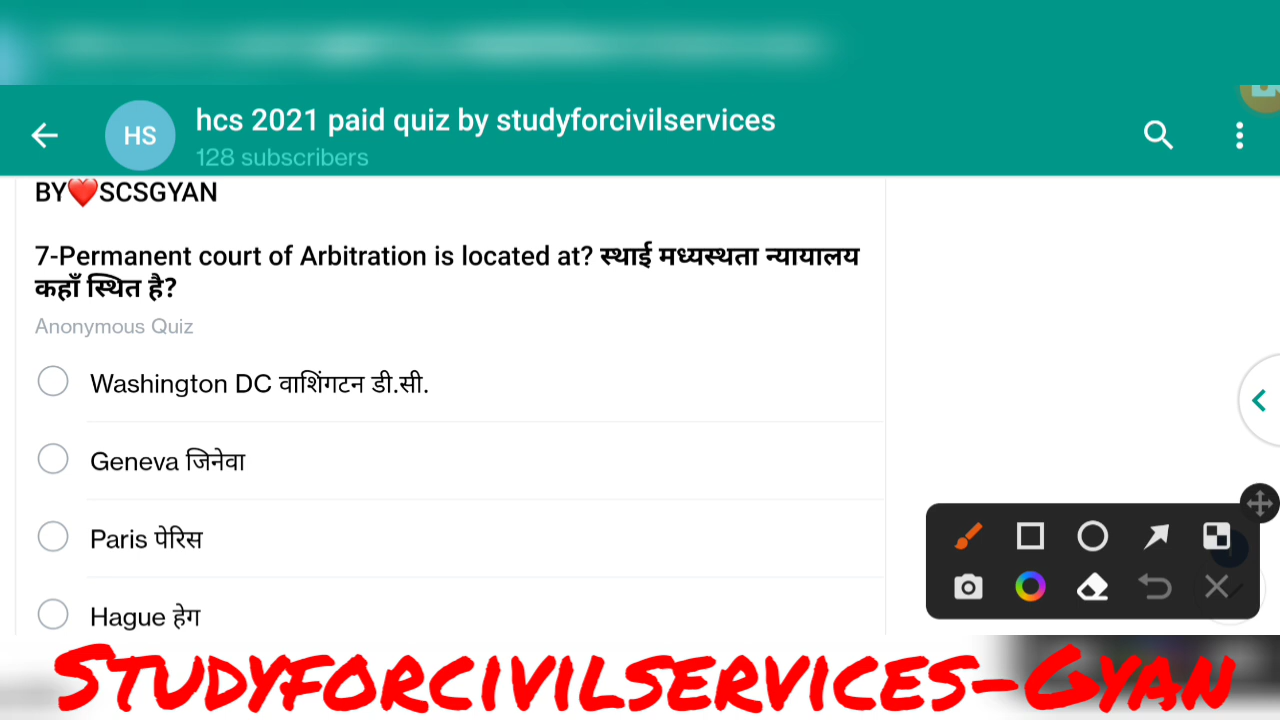 HS
hcs 2021 paid quiz by studyforcivilservices
128 subscribers
BY❤️SCSGYAN
7-Permanent court of Arbitration is located at? स्थाई मध्यस्थता न्यायालय
कहाँ स्थित है?
Anonymous Quiz
Washington DC वाशिंगटन डी.सी.
Geneva जिनेवा
Paris पेरिस
Hague हेग
STUDYFORCIVILSERVICES-GYAN